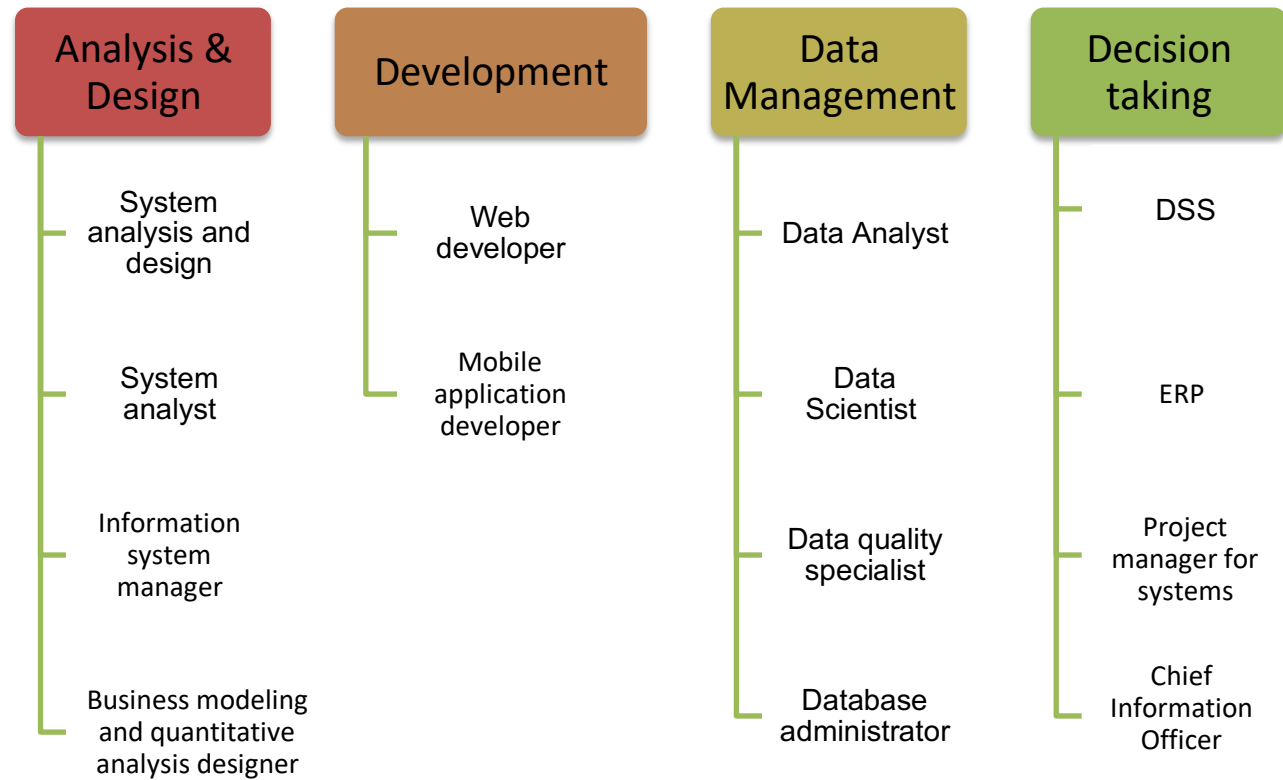 Analysis &
Design
System
analysis and
design
System
analyst
Information
system
manager
Business modeling
and quantitative
analysis designer
Development
Web
developer
Mobile
application
developer
Data
Management
Data Analyst
Data
Scientist
Data quality
specialist
Database
administrator
Decision
taking
DSS
ERP
Project
manager for
systems
Chief
Information
Officer